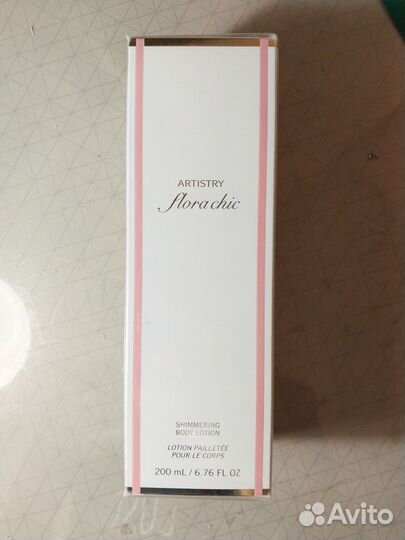 ARTISTRY
flora chic
SHIMMERING
BODY LOTION
LOTION PAILLETÉE
POUR LE CORPS
200 mL / 6.76 FL OZ
Avito